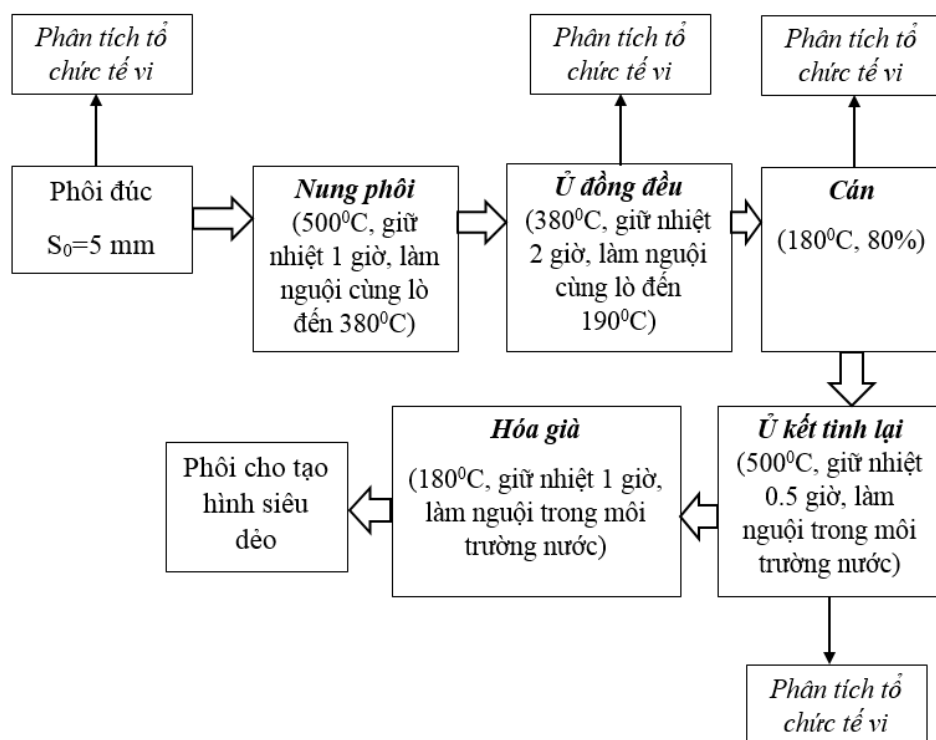 Phân tích tổ
chức tế vi
Phân tích tổ
chức tế vi
Phân tích tổ
chức tế vi
Phôi đúc
S₀=5 mm
Nung phôi
(500⁰C, giữ
nhiệt 1 giờ, làm
nguội cùng lò
đến 380⁰C)
Ủ đồng đều
(380⁰C, giữ nhiệt
2 giờ, làm nguội
cùng lò đến
190⁰C)
Cán
(180⁰C, 80%)
Ủ kết tinh lại
(500⁰C, giữ nhiệt
0.5 giờ, làm
nguội trong môi
trường nước)
Hóa già
(180⁰C, giữ nhiệt 1 giờ,
làm nguội trong môi
trường nước)
Phôi cho tạo
hình siêu
dẻo
Phân tích tổ
chức tế vi